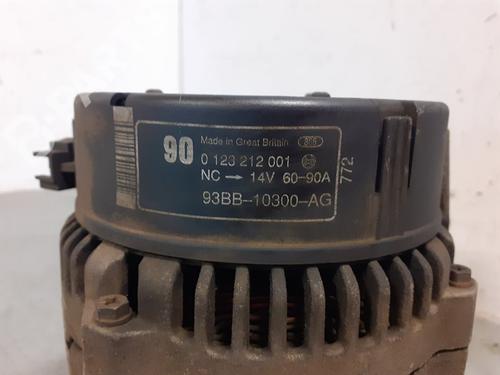 90 Made in Great Britain
0 123 212 001
NC → 14V 60-90A
93BB-10300-AG
772